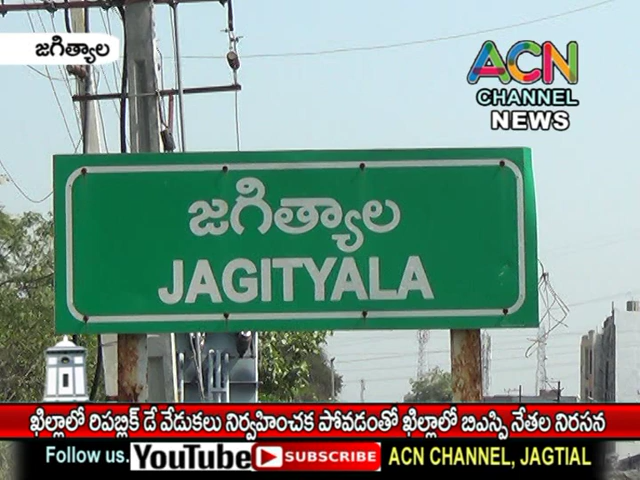 జగిత్యాల
ACN
CHANNEL
NEWS
జగిత్యాల
JAGITYALA
ఖిల్లాలో రిపబ్లిక్ డే వేడుకలు నిర్వహించక పోవడంతో ఖిల్లాలో బిఎస్పి నేతల నిరసన
Follow us. YouTube SUBSCRIBE ACN CHANNEL, JAGTIAL